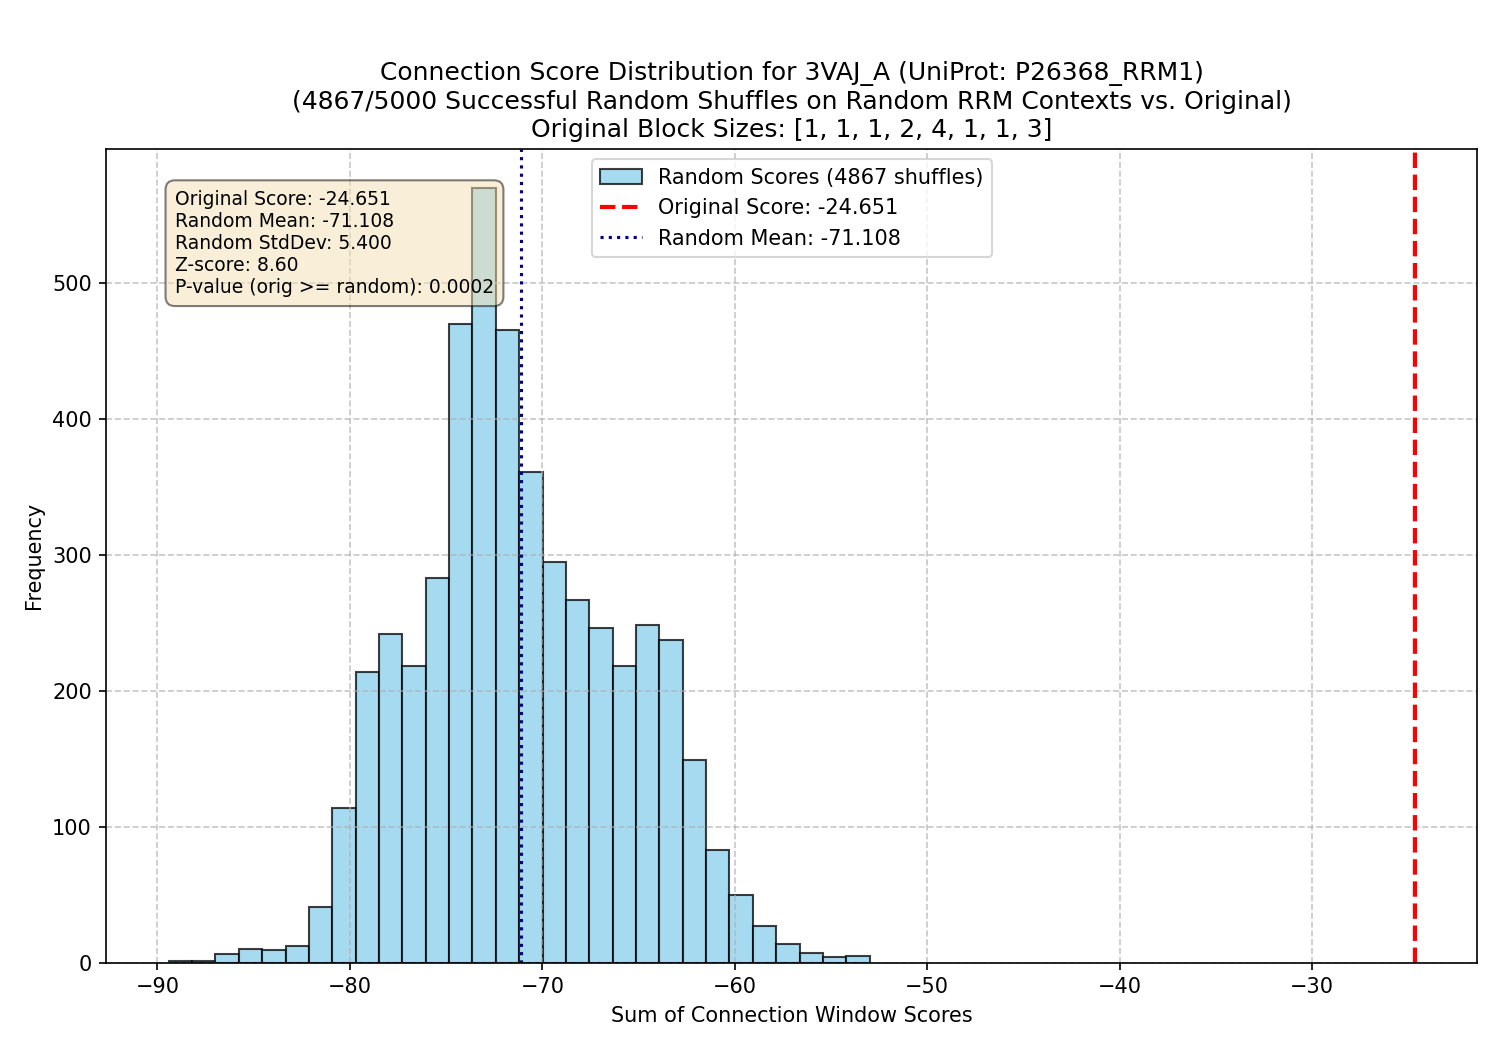 Connection Score Distribution for 3VAJ_A (UniProt: P26368_RRM1)
(4867/5000 Successful Random Shuffles on Random RRM Contexts vs. Original)
Original Block Sizes: [1, 1, 1, 2, 4, 1, 1, 3]
Original Score: -24.651
Random Mean: -71.108
Random StdDev: 5.400
Z-score: 8.60
P-value (orig >= random): 0.0002
Random Scores (4867 shuffles)
Original Score: -24.651
Random Mean: -71.108
Frequency
500
400
300
200
100
0
−90 −80 −70 −60 −50 −40 −30
Sum of Connection Window Scores